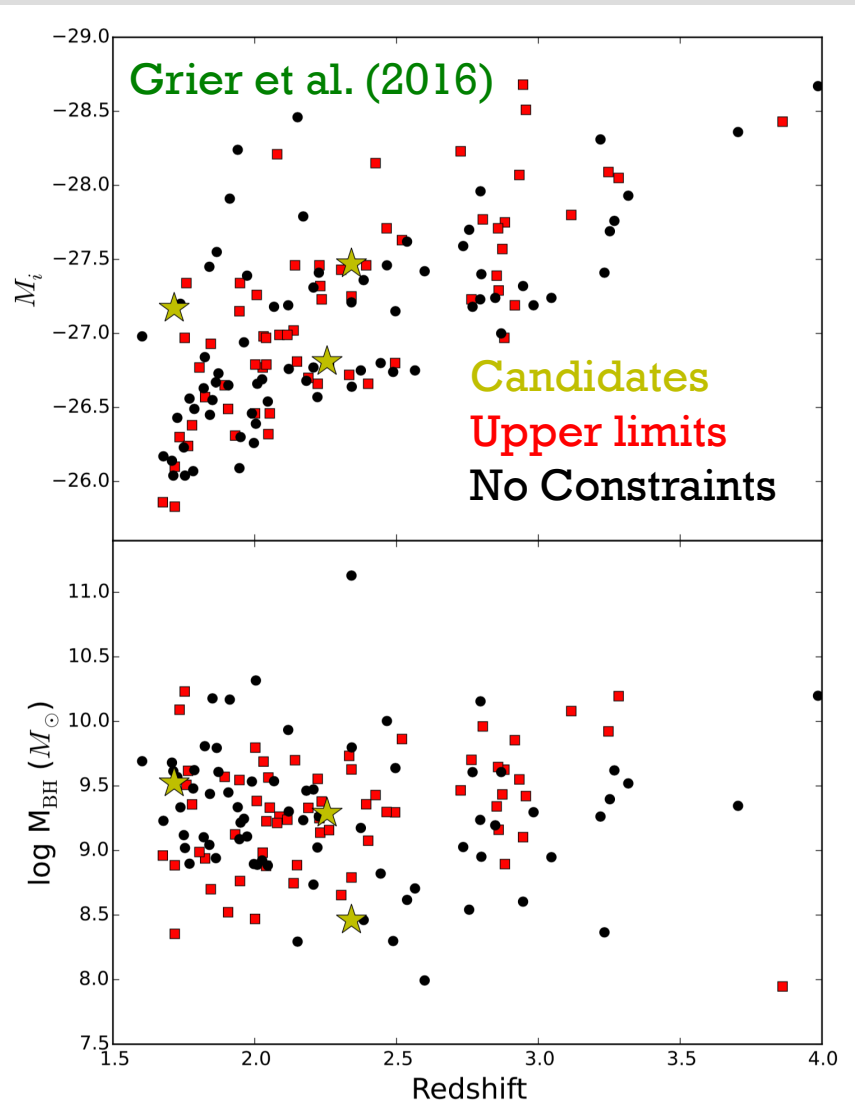 −29.0
Grier et al. (2016)
−28.5
−28.0
−27.5
M_i
−27.0
Candidates
−26.5
Upper limits
No Constraints
−26.0
11.0
10.5
10.0
log M_BH (M_⊙)
9.5
9.0
8.5
8.0
7.5
1.5 2.0 2.5 3.0 3.5 4.0
Redshift